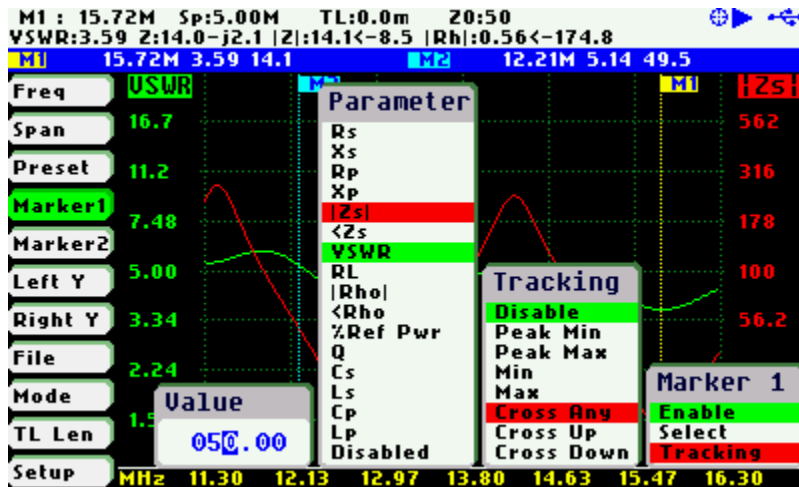 M1 : 15.72M Sp:5.00M TL:0.0m Z0:50
VSWR:3.59 Z:14.0-j2.1 |Z|:14.1<-8.5 |Rh|:0.56<-174.8
M1 15.72M 3.59 14.1 M2 12.21M 5.14 49.5
Freq
Span
Preset
Marker1
Marker2
Left Y
Right Y
File
Mode
TL Len
Setup
VSWR
16.7
11.2
7.48
5.00
3.34
2.24
1.5
M1
|Zs|
562
316
178
100
56.2
Parameter
Rs
Xs
Rp
Xp
|Zs|
<Zs
VSWR
RL
|Rho|
<Rho
%Ref Pwr
Q
Cs
Ls
Cp
Lp
Disabled
Value
050.00
Tracking
Disable
Peak Min
Peak Max
Min
Max
Cross Any
Cross Up
Cross Down
Marker 1
Enable
Select
Tracking
MHz 11.30 12.13 12.97 13.80 14.63 15.47 16.30